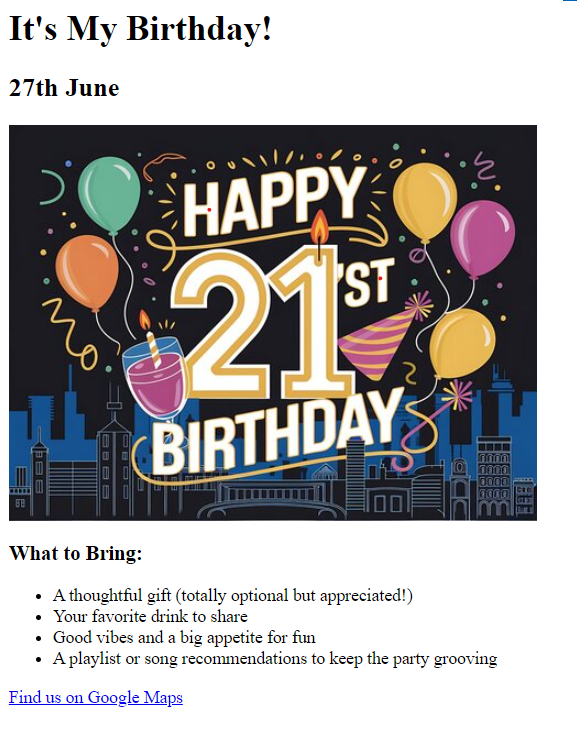 It's My Birthday!
27th June
HAPPY
21'ST
BIRTHDAY
What to Bring:
A thoughtful gift (totally optional but appreciated!)
Your favorite drink to share
Good vibes and a big appetite for fun
A playlist or song recommendations to keep the party grooving
Find us on Google Maps